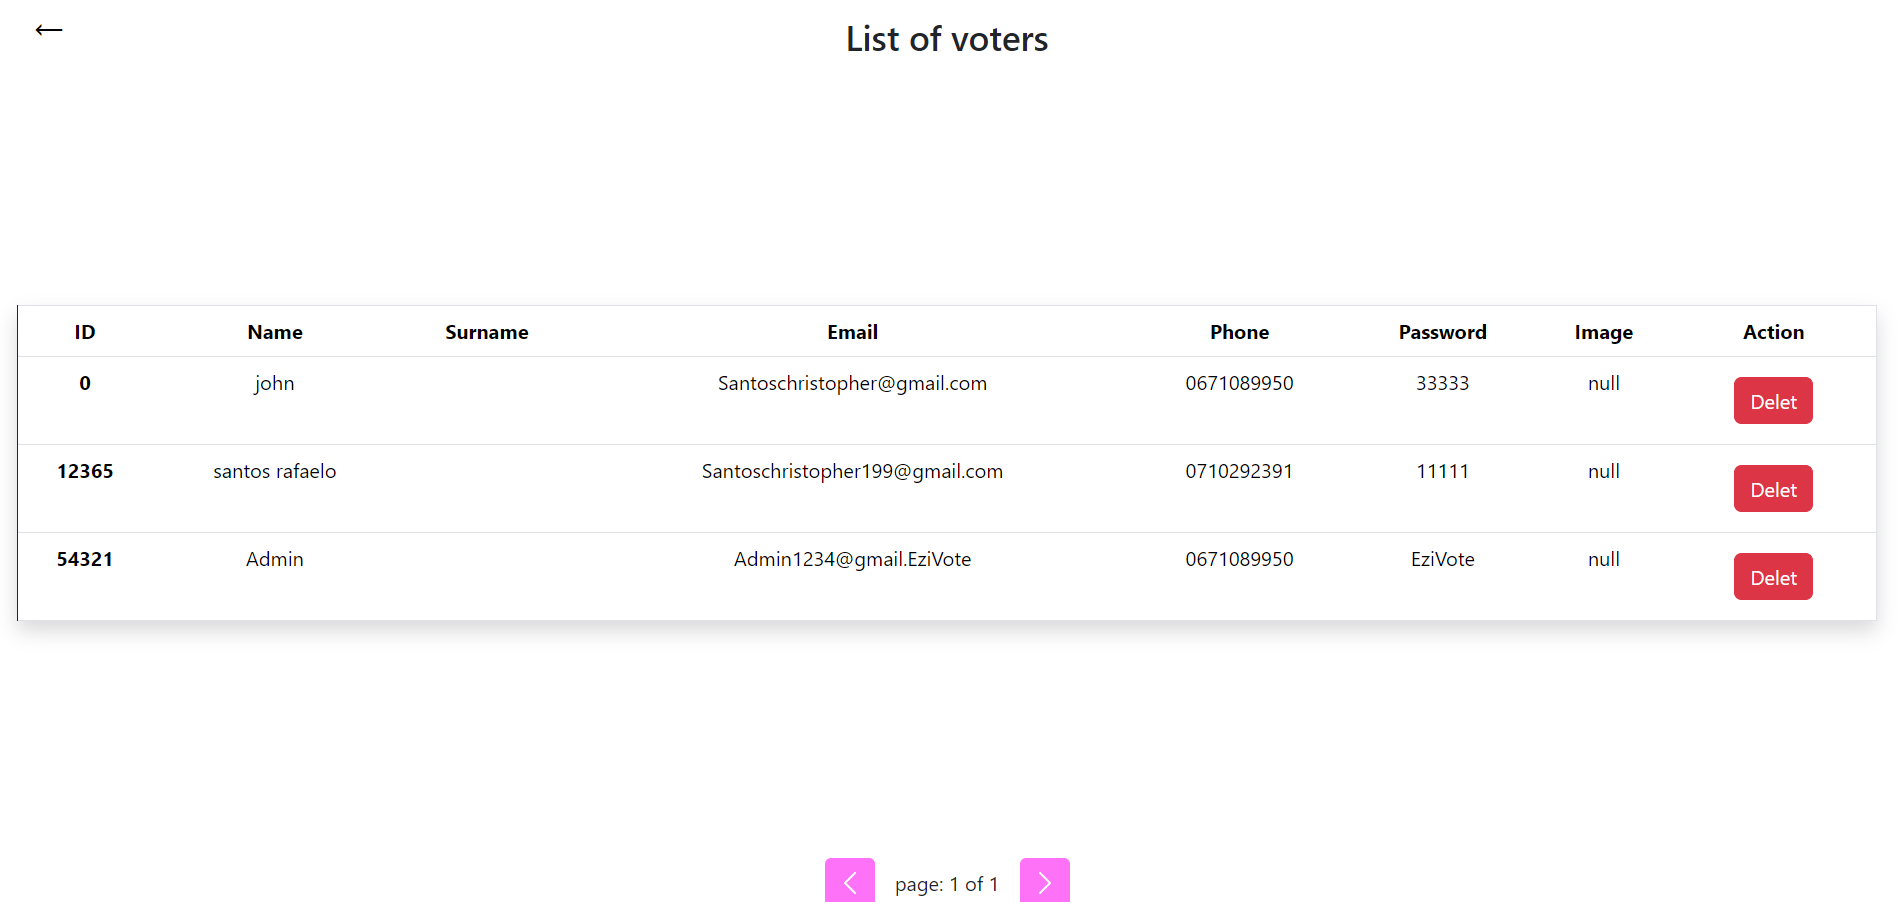 ←
List of voters
ID Name Surname Email Phone Password Image Action
0 john Santoschristopher@gmail.com 0671089950 33333 null Delet
12365 santos rafaelo Santoschristopher199@gmail.com 0710292391 11111 null Delet
54321 Admin Admin1234@gmail.EziVote 0671089950 EziVote null Delet
page: 1 of 1